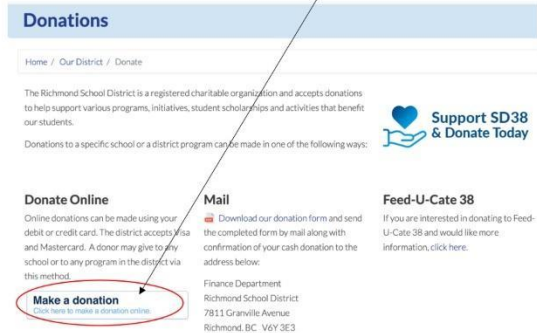 Donations
Home / Our District / Donate
The Richmond School District is a registered charitable organization and accepts donations
to help support various programs, initiatives, student scholarships and activities that benefit
our students.
Donations to a specific school or a district program can be made in one of the following ways:
Support SD38
& Donate Today
Donate Online
Online donations can be made using your
debit or credit card. The district accepts Visa
and Mastercard. A donor may give to any
school or to any program in the district via
this method.
Make a donation
Click here to make a donation online.
Mail
Download our donation form and send
the completed form by mail along with
confirmation of your cash donation to the
address below:
Finance Department
Richmond School District
7811 Granville Avenue
Richmond, BC V6Y 3E3
Feed-U-Cate 38
If you are interested in donating to Feed-
U-Cate 38 and would like more
information, click here.